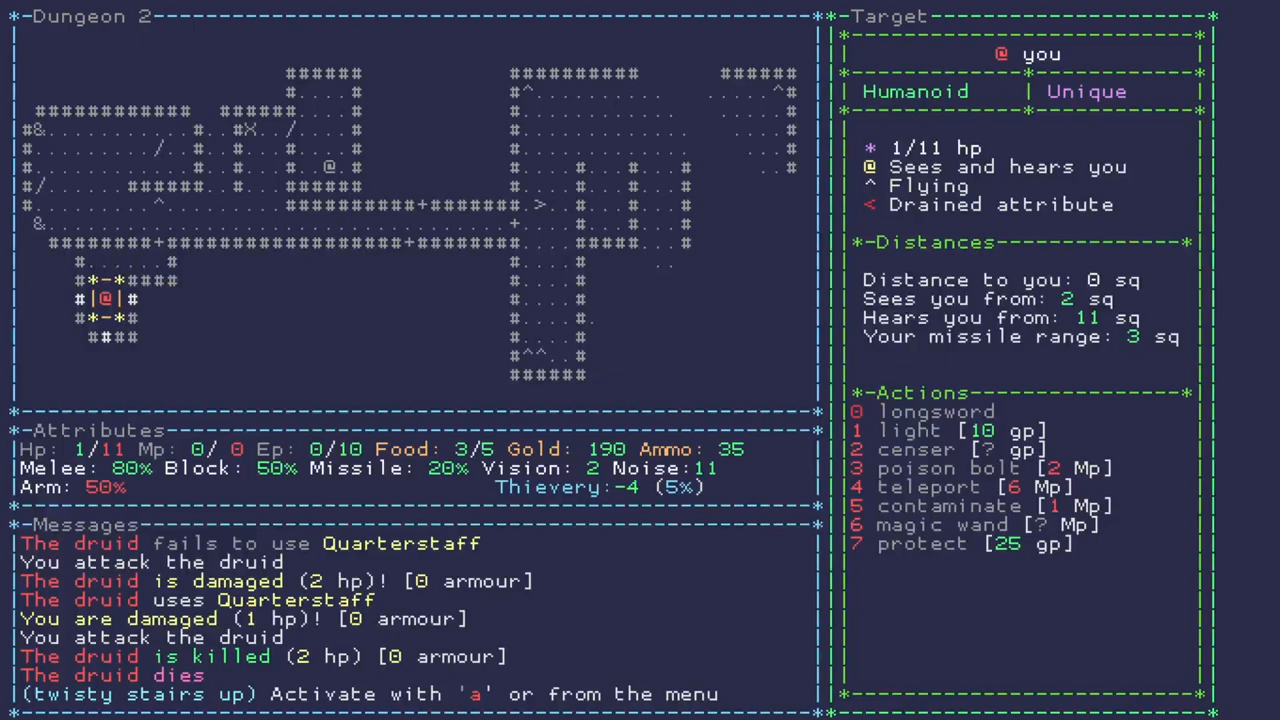 Dungeon 2
Target
@ you
Humanoid | Unique
* 1/11 hp
@ Sees and hears you
^ Flying
< Drained attribute
Distances
Distance to you: 0 sq
Sees you from: 2 sq
Hears you from: 11 sq
Your missile range: 3 sq
Actions
0 longsword
1 light [10 gp]
2 censer [? gp]
3 poison bolt [2 Mp]
4 teleport [6 Mp]
5 contaminate [1 Mp]
6 magic wand [? Mp]
7 protect [25 gp]
Attributes
Hp: 1/11 Mp: 0/ 0 Ep: 0/10 Food: 3/5 Gold: 190 Ammo: 35
Melee: 80% Block: 50% Missile: 20% Vision: 2 Noise:11
Arm: 50% Thievery:-4 (5%)
Messages
The druid fails to use Quarterstaff
You attack the druid
The druid is damaged (2 hp)! [0 armour]
The druid uses Quarterstaff
You are damaged (1 hp)! [0 armour]
You attack the druid
The druid is killed (2 hp) [0 armour]
The druid dies
(twisty stairs up) Activate with 'a' or from the menu